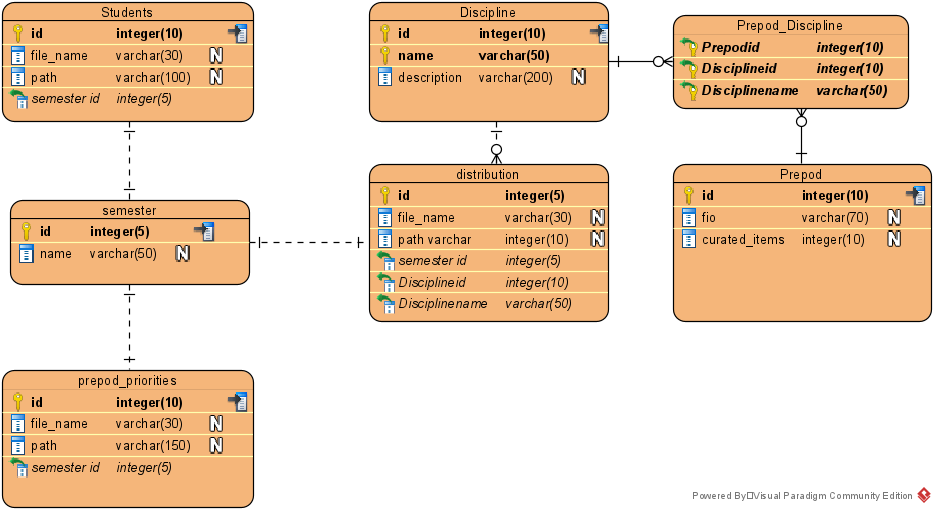 Students
id integer(10)
file_name varchar(30) N
path varchar(100) N
semester id integer(5)
Discipline
id integer(10)
name varchar(50)
description varchar(200) N
Prepod_Discipline
Prepodid integer(10)
Disciplineid integer(10)
Disciplinename varchar(50)
semester
id integer(5)
name varchar(50) N
distribution
id integer(5)
file_name varchar(30) N
path varchar integer(10) N
semester id integer(5)
Disciplineid integer(10)
Disciplinename varchar(50)
Prepod
id integer(10)
fio varchar(70) N
curated_items integer(10) N
prepod_priorities
id integer(10)
file_name varchar(30) N
path varchar(150) N
semester id integer(5)
Powered By Visual Paradigm Community Edition